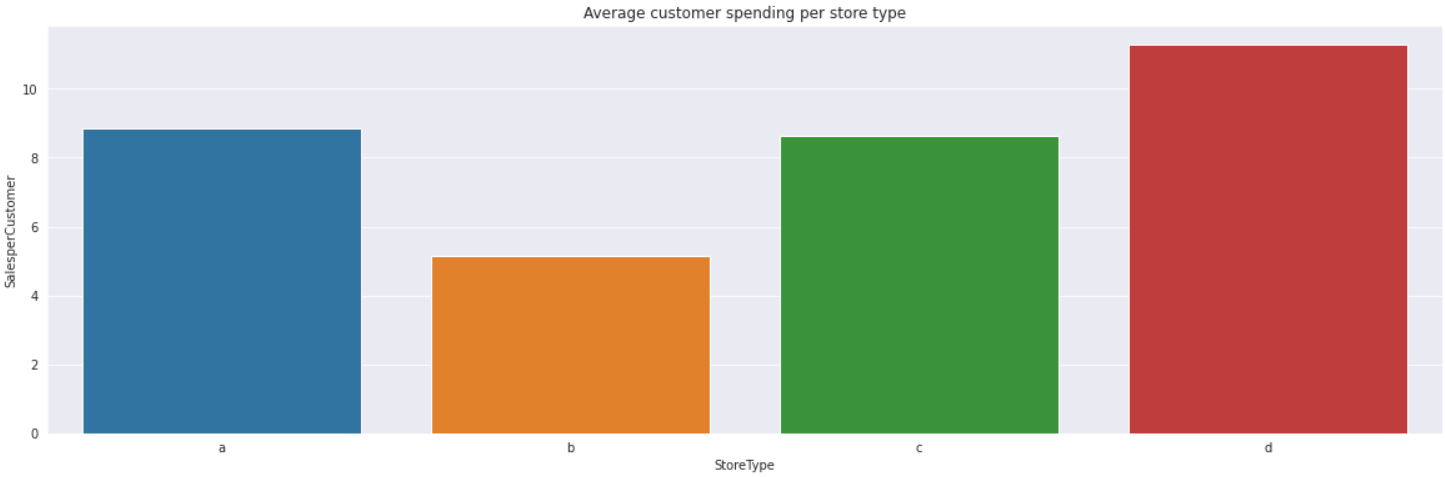 Average customer spending per store type
SalesperCustomer
10
8
6
4
2
0
a b c d
StoreType